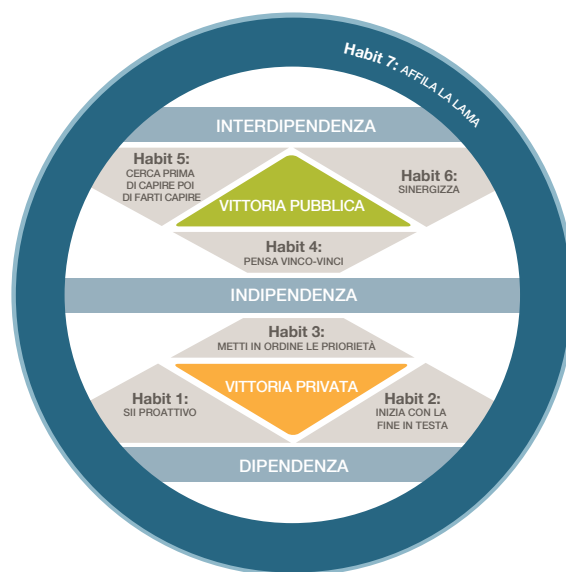 Habit 7: AFFILA LA LAMA
INTERDIPENDENZA
Habit 5:
CERCA PRIMA
DI CAPIRE POI
DI FARTI CAPIRE
Habit 6:
SINERGIZZA
VITTORIA PUBBLICA
Habit 4:
PENSA VINCO-VINCI
INDIPENDENZA
Habit 3:
METTI IN ORDINE LE PRIORIETÀ
VITTORIA PRIVATA
Habit 1:
SII PROATTIVO
Habit 2:
INIZIA CON LA
FINE IN TESTA
DIPENDENZA